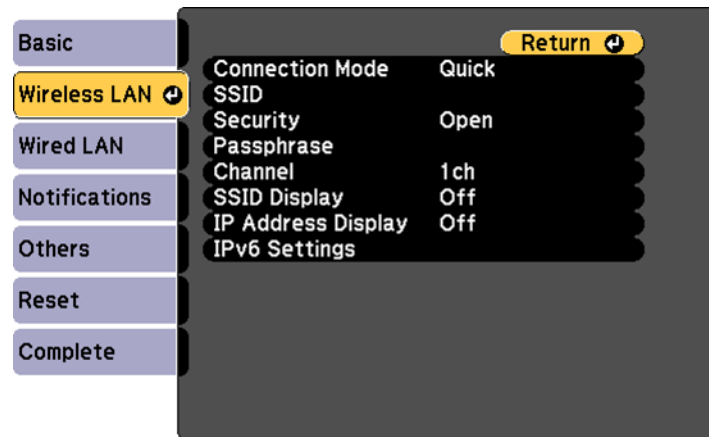 Basic
Wireless LAN
Wired LAN
Notifications
Others
Reset
Complete
Return
Connection Mode Quick
SSID
Security Open
Passphrase
Channel 1ch
SSID Display Off
IP Address Display Off
IPv6 Settings